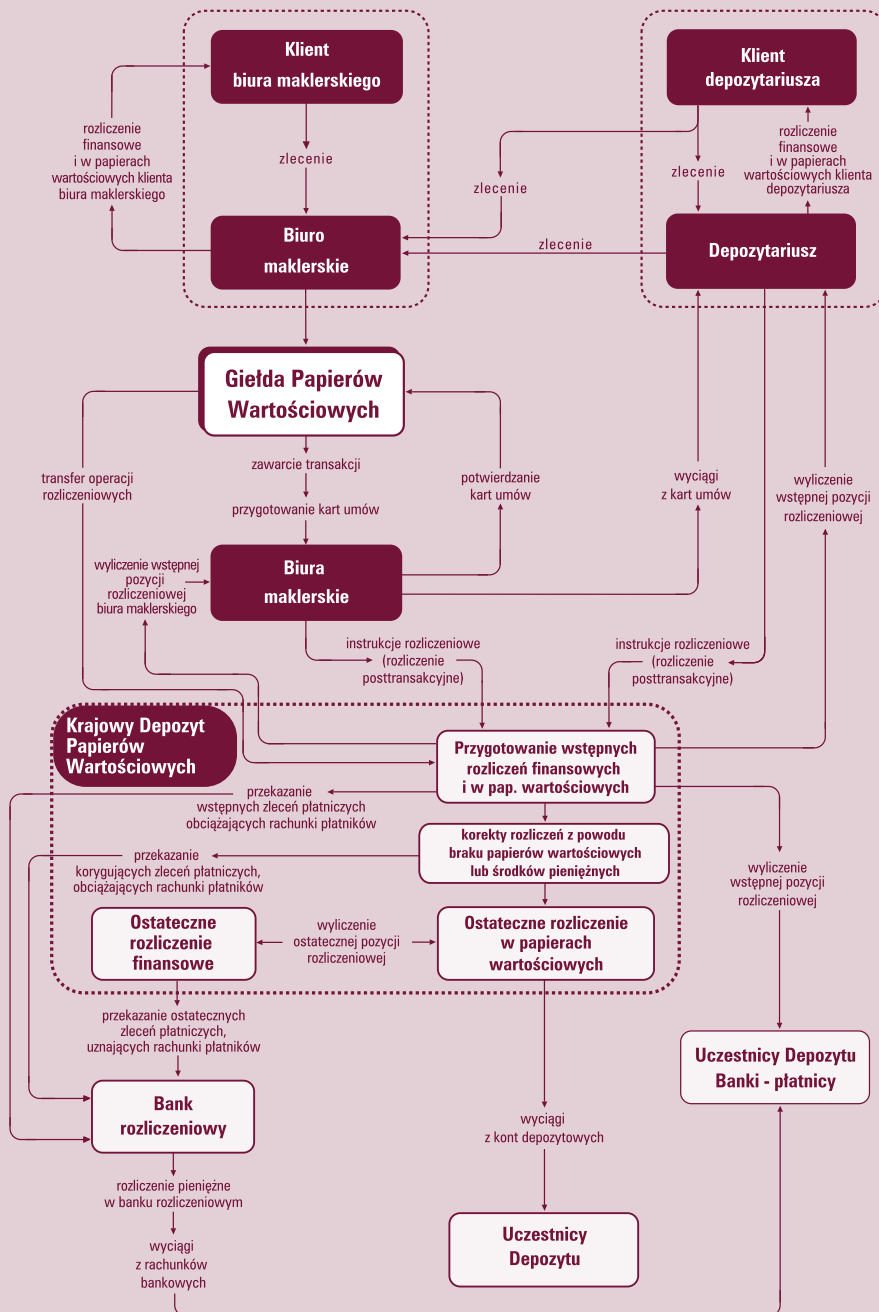 Klient
biura maklerskiego
Klient
depozytariusza
rozliczenie
finansowe
i w papierach
wartościowych klienta
biura maklerskiego
zlecenie
zlecenie
zlecenie
rozliczenie
finansowe
i w papierach
wartościowych klienta
depozytariusza
Biuro
maklerskie
zlecenie
Depozytariusz
Giełda Papierów
Wartościowych
transfer operacji
rozliczeniowych
zawarcie transakcji
przygotowanie kart umów
potwierdzanie
kart umów
wyciągi
z kart umów
wyliczenie
wstępnej pozycji
rozliczeniowej
wyliczenie wstępnej
pozycji
rozliczeniowej
biura maklerskiego
Biura
maklerskie
instrukcje rozliczeniowe
(rozliczenie
posttransakcyjne)
instrukcje rozliczeniowe
(rozliczenie
posttransakcyjne)
Krajowy Depozyt
Papierów
Wartościowych
Przygotowanie wstępnych
rozliczeń finansowych
i w pap. wartościowych
przekazanie
wstępnych zleceń płatniczych
obciążających rachunki płatników
korekty rozliczeń z powodu
braku papierów wartościowych
lub środków pieniężnych
przekazanie
korygujących zleceń płatniczych,
obciążających rachunki płatników
wyliczenie
wstępnej pozycji
rozliczeniowej
Ostateczne
rozliczenie
finansowe
wyliczenie
ostatecznej pozycji
rozliczeniowej
Ostateczne rozliczenie
w papierach
wartościowych
przekazanie ostatecznych
zleceń płatniczych,
uznających rachunki płatników
Uczestnicy Depozytu
Banki - płatnicy
Bank
rozliczeniowy
wyciągi
z kont depozytowych
rozliczenie pieniężne
w banku rozliczeniowym
Uczestnicy
Depozytu
wyciągi
z rachunków
bankowych